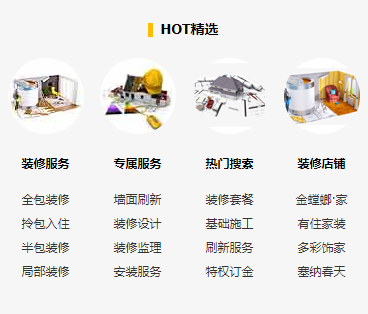 HOT精选
装修服务 专属服务 热门搜索 装修店铺
全包装修 墙面刷新 装修套餐 金螳螂·家
拎包入住 装修设计 基础施工 有住家装
半包装修 装修监理 刷新服务 多彩饰家
局部装修 安装服务 特权订金 塞纳春天